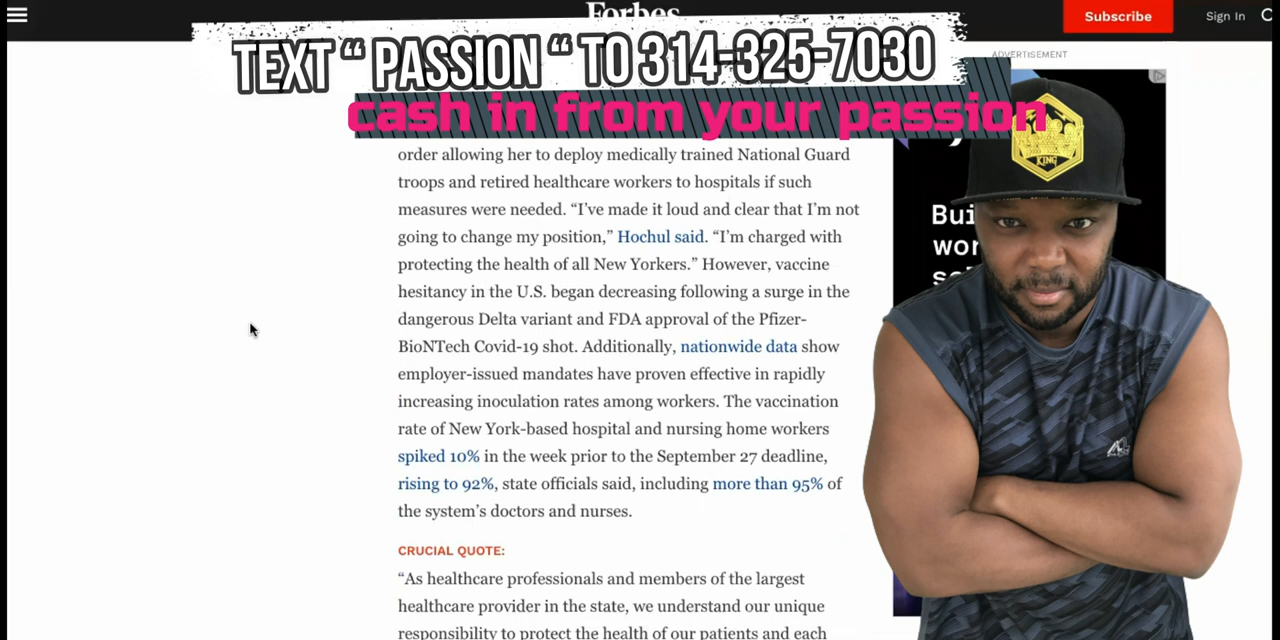 Forbes
Subscribe
Sign In
TEXT “ PASSION “ TO 314-325-7030
cash in from your passion
ADVERTISEMENT
KING
order allowing her to deploy medically trained National Guard
troops and retired healthcare workers to hospitals if such
measures were needed. “I’ve made it loud and clear that I’m not
going to change my position,” Hochul said. “I’m charged with
protecting the health of all New Yorkers.” However, vaccine
hesitancy in the U.S. began decreasing following a surge in the
dangerous Delta variant and FDA approval of the Pfizer-
BioNTech Covid-19 shot. Additionally, nationwide data show
employer-issued mandates have proven effective in rapidly
increasing inoculation rates among workers. The vaccination
rate of New York-based hospital and nursing home workers
spiked 10% in the week prior to the September 27 deadline,
rising to 92%, state officials said, including more than 95% of
the system’s doctors and nurses.
CRUCIAL QUOTE:
“As healthcare professionals and members of the largest
healthcare provider in the state, we understand our unique
responsibility to protect the health of our patients and each